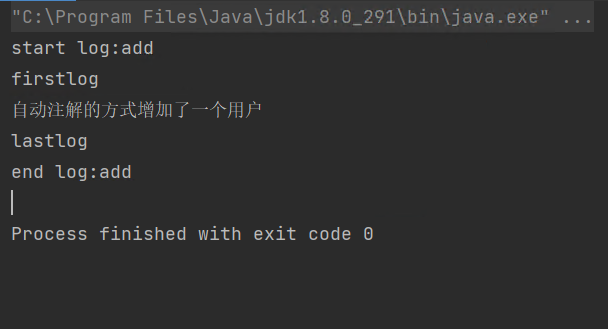 "C:\Program Files\Java\jdk1.8.0_291\bin\java.exe" ...
start log:add
firstlog
自动注解的方式增加了一个用户
lastlog
end log:add
Process finished with exit code 0